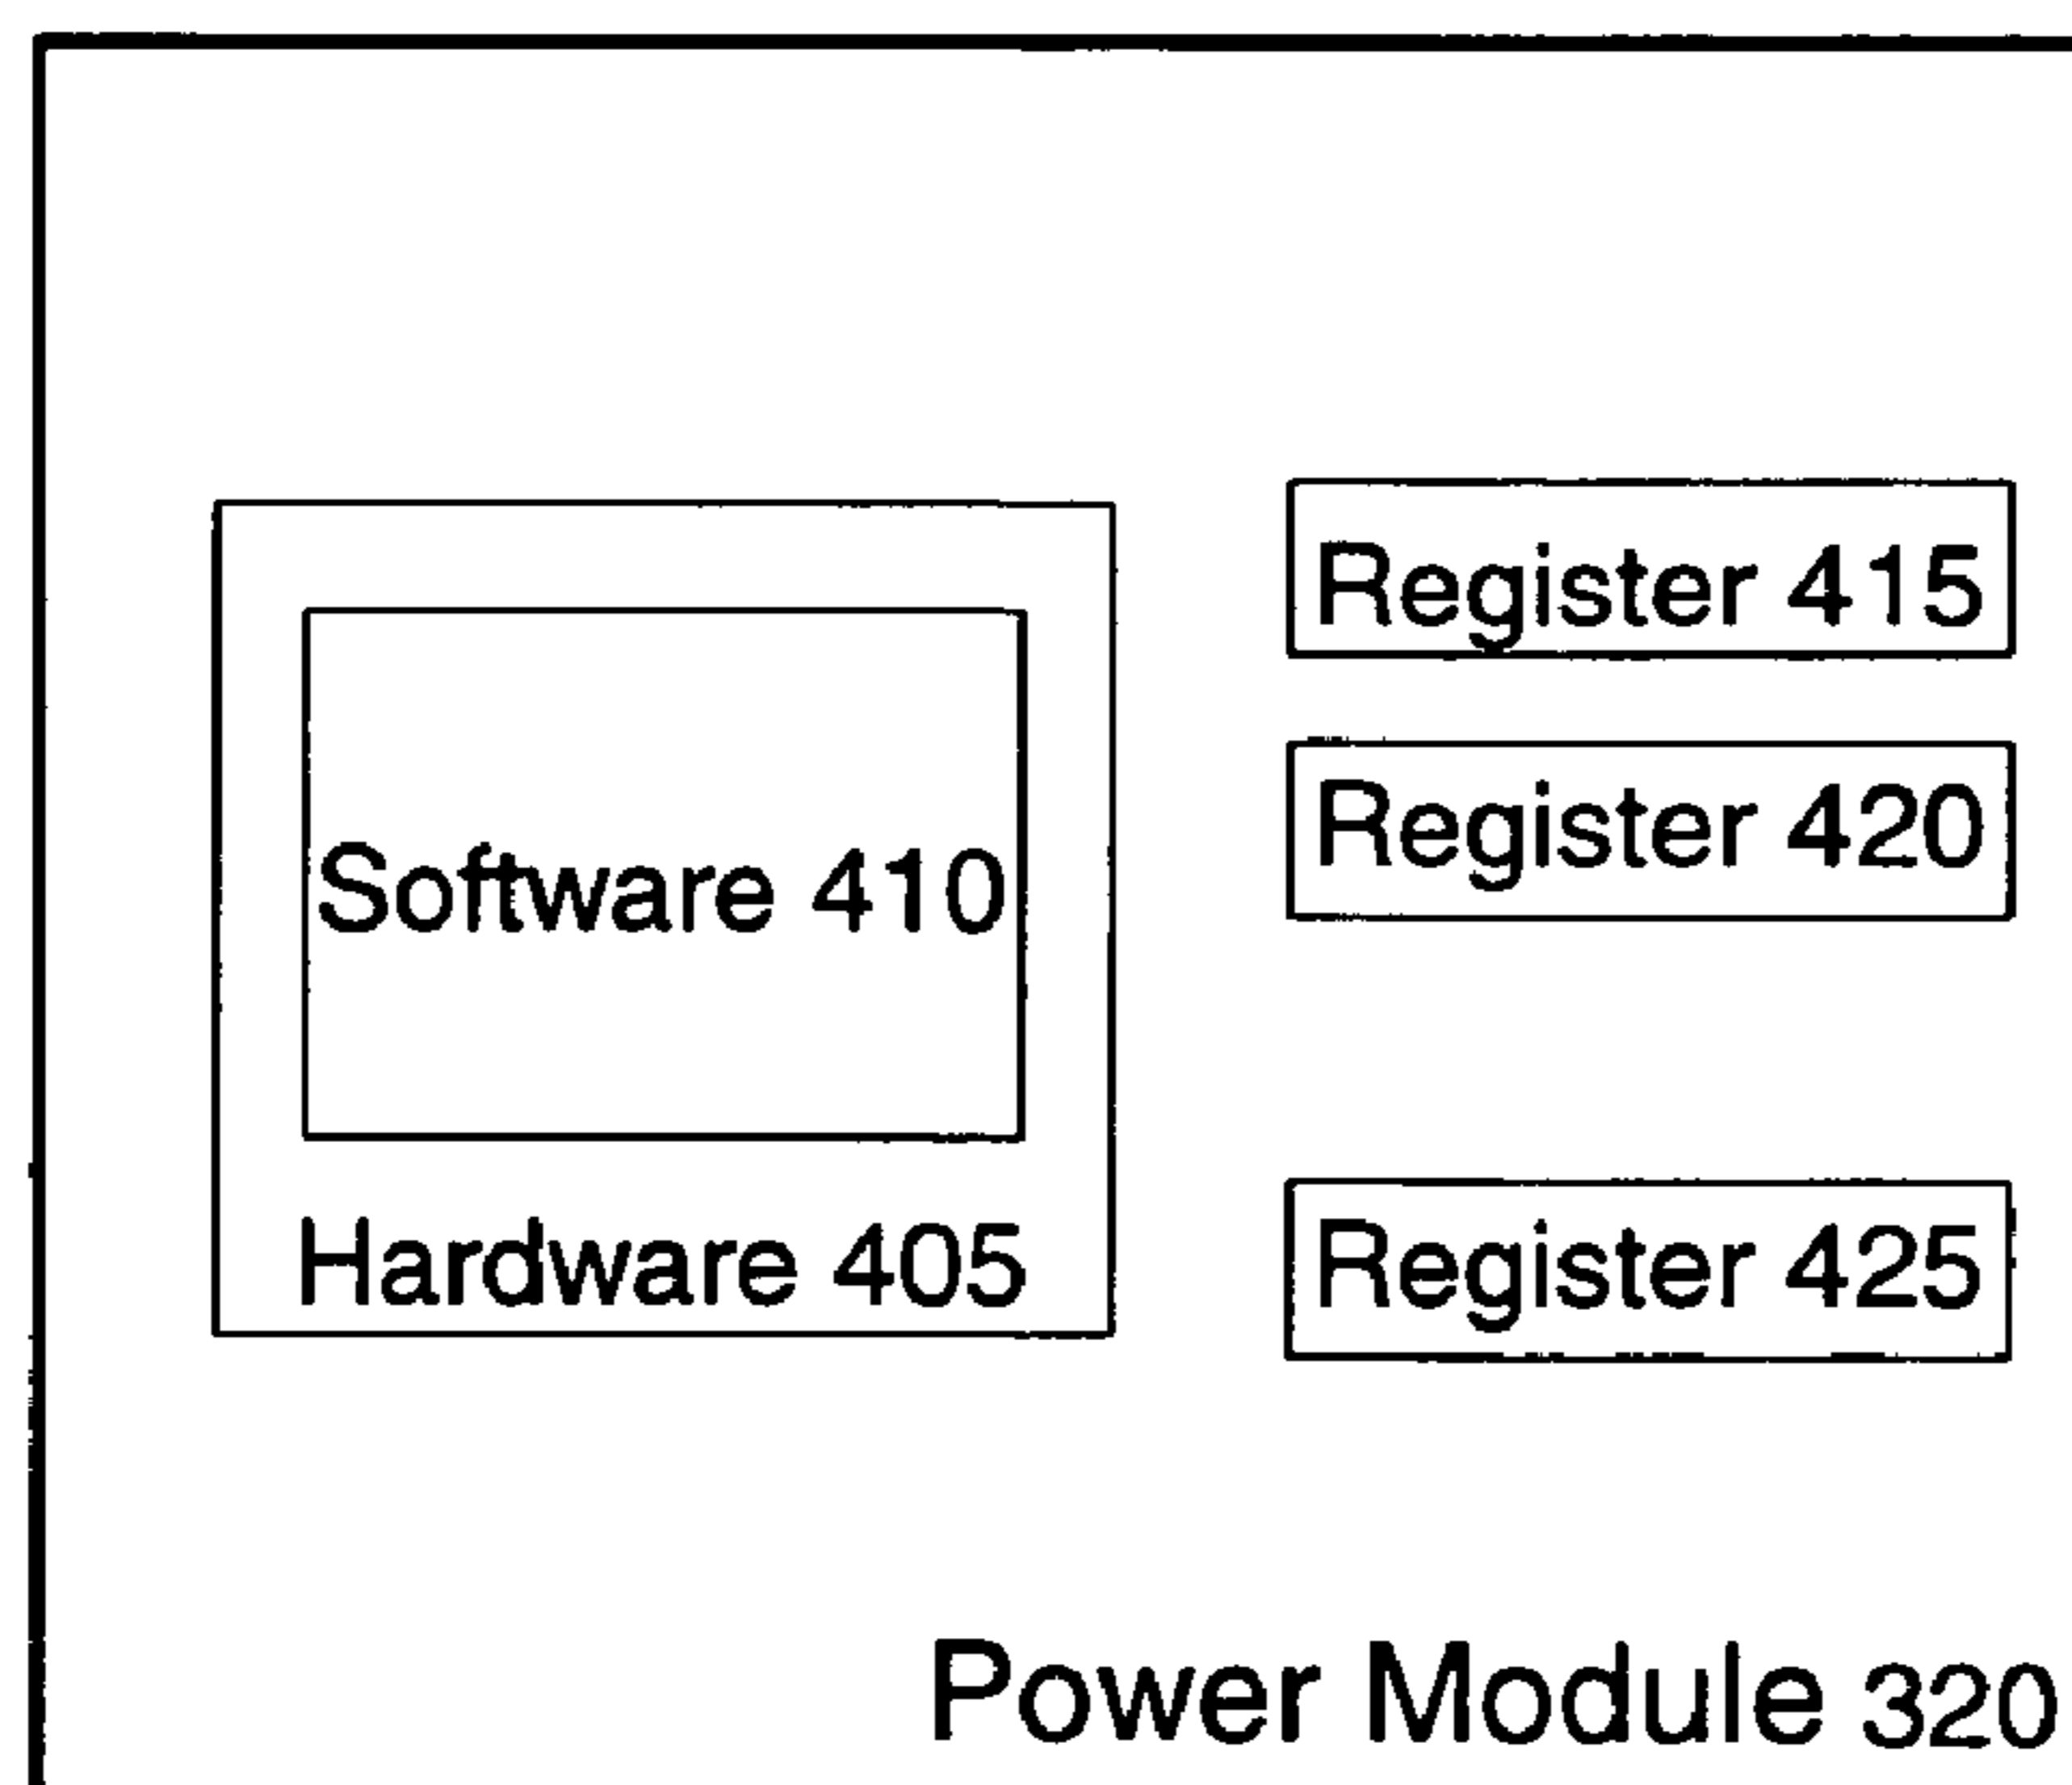 Register 415
Register 420
Software 410
Hardware 405
Register 425
Power Module 320